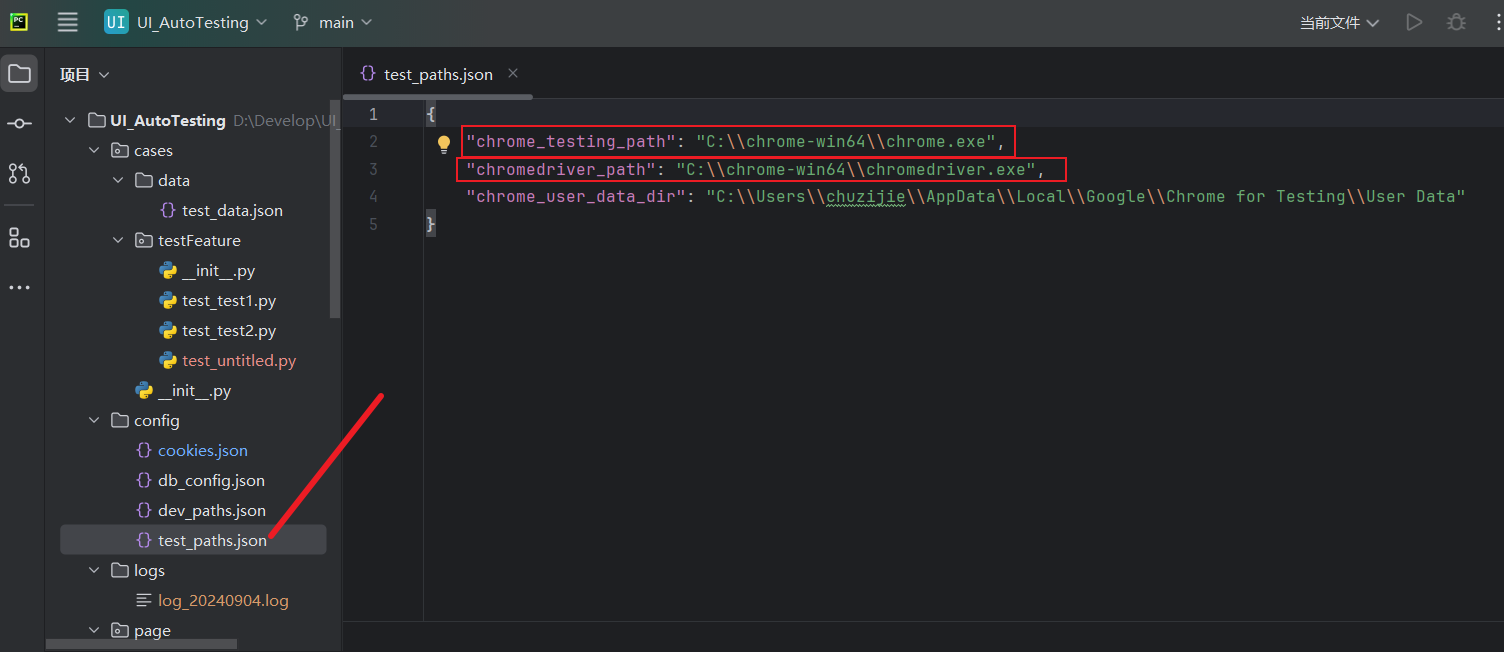 PC
UI UI_AutoTesting main 当前文件
项目
test_paths.json
UI_AutoTesting D:\Develop\UI_
cases
data
test_data.json
testFeature
__init__.py
test_test1.py
test_test2.py
test_untitled.py
__init__.py
config
cookies.json
db_config.json
dev_paths.json
test_paths.json
logs
log_20240904.log
page
1 {
2 "chrome_testing_path": "C:\\chrome-win64\\chrome.exe",
3 "chromedriver_path": "C:\\chrome-win64\\chromedriver.exe",
4 "chrome_user_data_dir": "C:\\Users\\chuzijie\\AppData\\Local\\Google\\Chrome for Testing\\User Data"
5 }